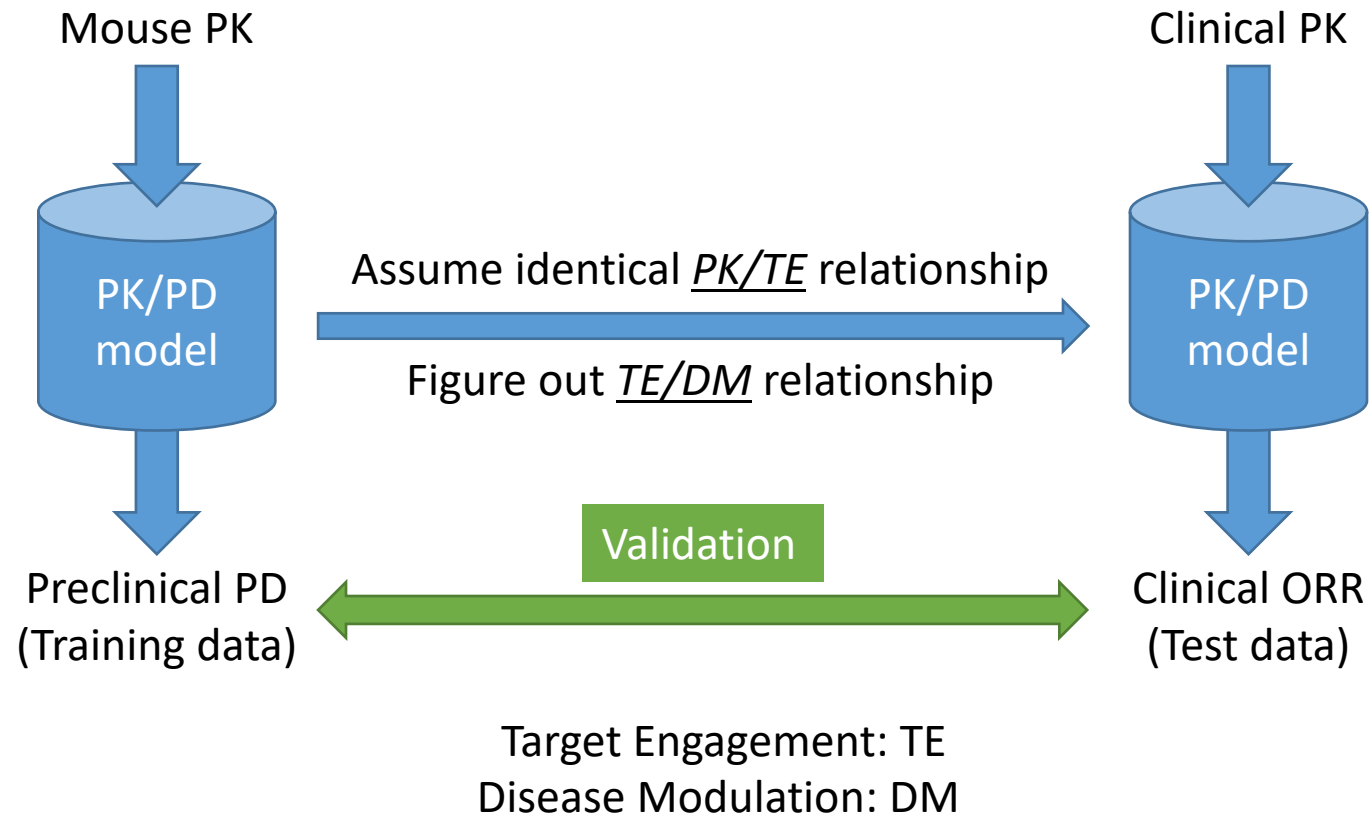 Mouse PK
Clinical PK
PK/PD
model
Assume identical PK/TE relationship
Figure out TE/DM relationship
PK/PD
model
Validation
Preclinical PD
(Training data)
Clinical ORR
(Test data)
Target Engagement: TE
Disease Modulation: DM